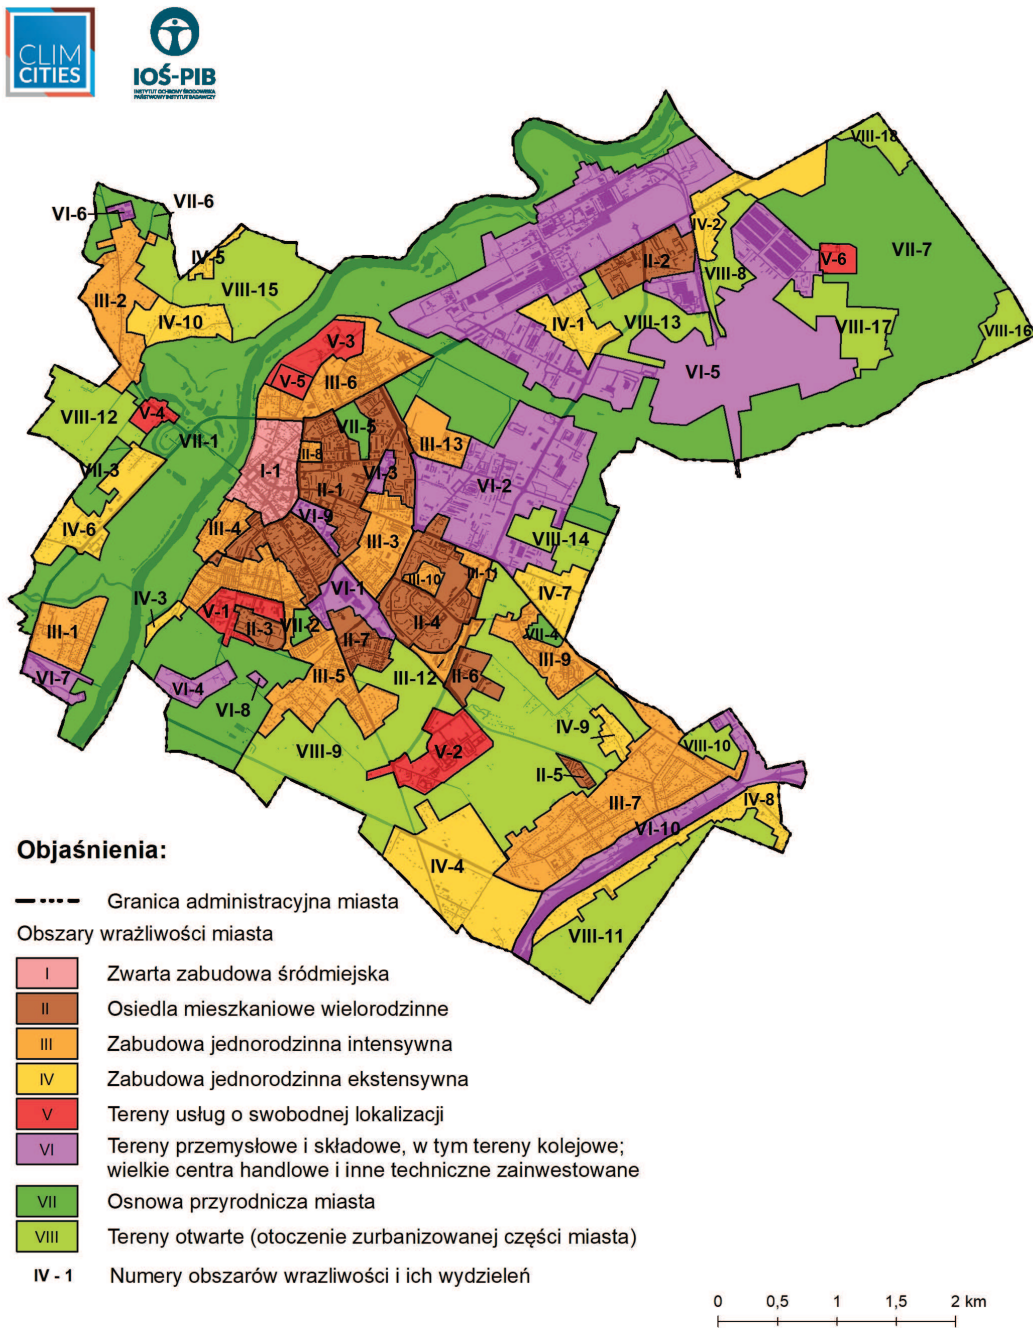 CLIM
CITIES
IOŚ-PIB
INSTYTUT OCHRONY ŚRODOWISKA
PAŃSTWOWY INSTYTUT BADAWCZY
VIII-18
VI-6
VII-6
IV-2
IV-5
II-2
V-6
VII-7
VIII-8
III-2
VIII-15
IV-10
IV-1
VIII-13
VIII-17
VIII-16
V-3
VI-5
V-5
III-6
VIII-12
V-4
VII-1
VII-5
III-13
II-8
VII-3
I-1
VI-3
II-1
VI-2
VI-9
IV-6
III-4
III-3
VIII-14
III-10
III-11
VI-1
IV-7
IV-3
V-1
II-3
VII-2
II-4
III-1
II-7
VII-4
III-9
VI-7
VI-4
III-5
III-12
II-6
VI-8
IV-9
VIII-9
V-2
VIII-10
II-5
III-7
IV-8
VI-10
IV-4
VIII-11
Objaśnienia:
Granica administracyjna miasta
Obszary wrażliwości miasta
I Zwarta zabudowa śródmiejska
II Osiedla mieszkaniowe wielorodzinne
III Zabudowa jednorodzinna intensywna
IV Zabudowa jednorodzinna ekstensywna
V Tereny usług o swobodnej lokalizacji
VI Tereny przemysłowe i składowe, w tym tereny kolejowe;
wielkie centra handlowe i inne techniczne zainwestowane
VII Osnowa przyrodnicza miasta
VIII Tereny otwarte (otoczenie zurbanizowanej części miasta)
IV - 1 Numery obszarów wrazliwości i ich wydzieleń
0 0,5 1 1,5 2 km